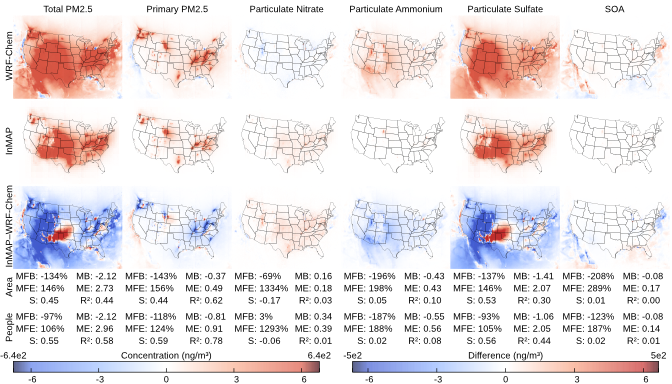 Total PM2.5 Primary PM2.5 Particulate Nitrate Particulate Ammonium Particulate Sulfate SOA
WRF-Chem
InMAP
InMAP-WRF-Chem
Area
MFB: -134% MB: -2.12 MFB: -143% MB: -0.37 MFB: -69% MB: 0.16 MFB: -196% MB: -0.43 MFB: -137% MB: -1.41 MFB: -208% MB: -0.08
MFE: 146% ME: 2.73 MFE: 156% ME: 0.49 MFE: 1334% ME: 0.18 MFE: 198% ME: 0.43 MFE: 146% ME: 2.07 MFE: 289% ME: 0.17
S: 0.45 R²: 0.44 S: 0.44 R²: 0.62 S: -0.17 R²: 0.03 S: 0.05 R²: 0.10 S: 0.53 R²: 0.30 S: 0.01 R²: 0.00
People
MFB: -97% MB: -2.12 MFB: -118% MB: -0.81 MFB: 3% MB: 0.34 MFB: -187% MB: -0.55 MFB: -93% MB: -1.06 MFB: -123% MB: -0.08
MFE: 106% ME: 2.96 MFE: 124% ME: 0.91 MFE: 1293% ME: 0.39 MFE: 188% ME: 0.56 MFE: 105% ME: 2.05 MFE: 187% ME: 0.14
S: 0.55 R²: 0.58 S: 0.59 R²: 0.78 S: -0.06 R²: 0.01 S: 0.02 R²: 0.08 S: 0.56 R²: 0.44 S: 0.02 R²: 0.01
-6.4e2 Concentration (ng/m³) 6.4e2 -5e2 Difference (ng/m³) 5e2
-6 -3 0 3 6 -6 -3 0 3 6